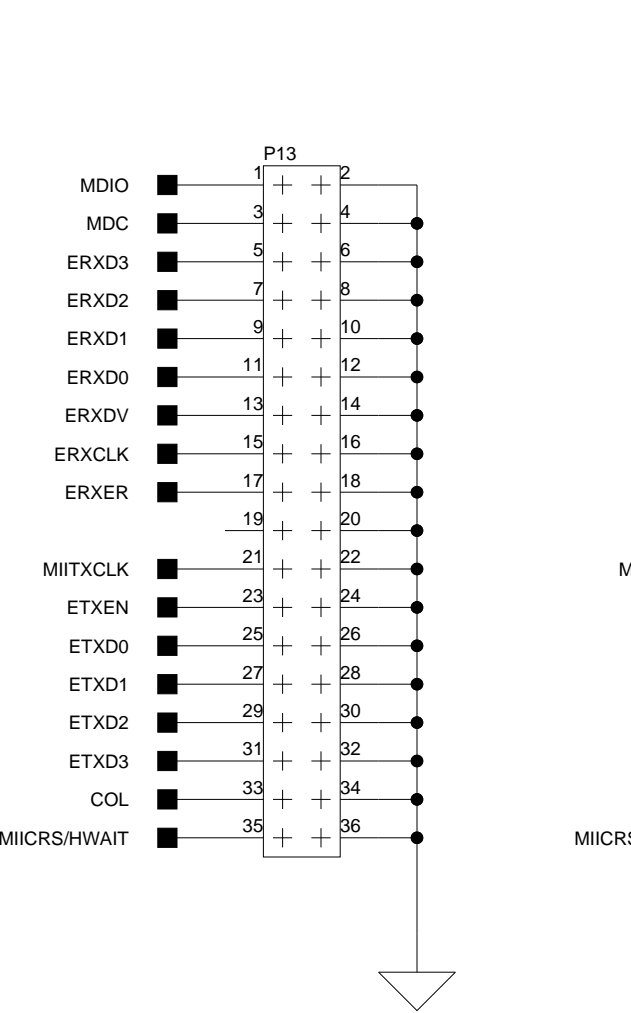 P13
MDIO 1 2
MDC 3 4
ERXD3 5 6
ERXD2 7 8
ERXD1 9 10
ERXD0 11 12
ERXDV 13 14
ERXCLK 15 16
ERXER 17 18
19 20
MIITXCLK 21 22 M
ETXEN 23 24
ETXD0 25 26
ETXD1 27 28
ETXD2 29 30
ETXD3 31 32
COL 33 34
MIICRS/HWAIT 35 36 MIICRS